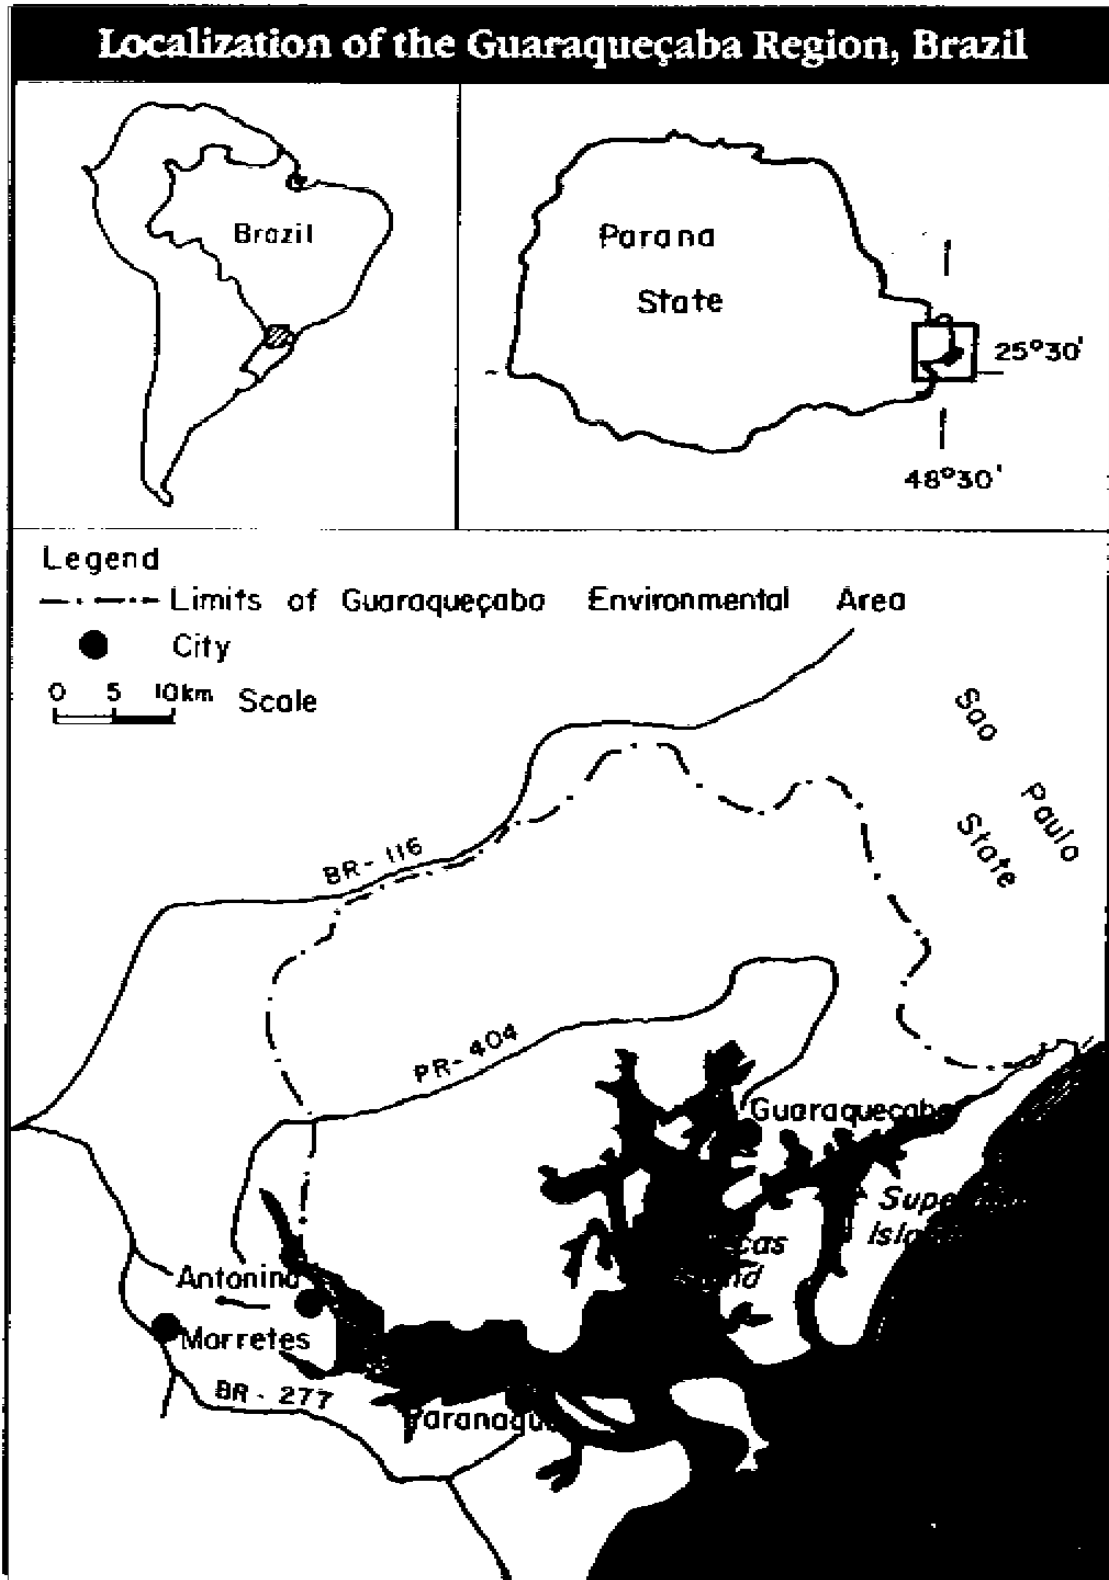 Localization of the Guaraqueçaba Region, Brazil
Brazil
Parana
State
25°30'
48°30'
Legend
Limits of Guaraqueçaba Environmental Area
City
0 5 10km Scale
Sao
Paulo
State
BR-116
PR-404
Guaraqueçaba
Island
Antonina
Morretes
BR-277